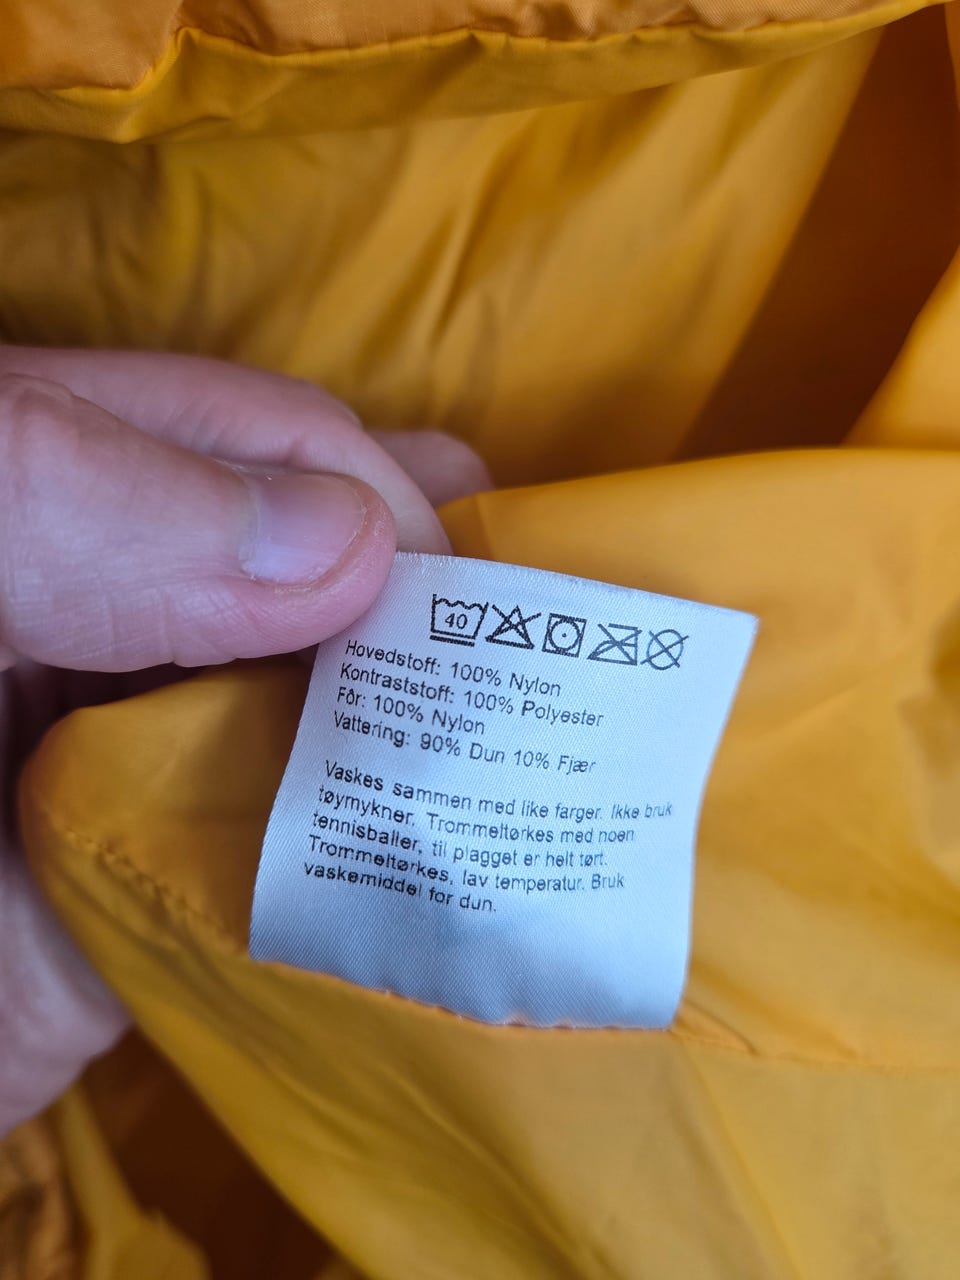 40
Hovedstoff: 100% Nylon
Kontraststoff: 100% Polyester
Fôr: 100% Nylon
Vattering: 90% Dun 10% Fjær
Vaskes sammen med like farger. Ikke bruk
tøymykner. Trommeltørkes med noen
tennisballer, til plagget er helt tørt.
Trommeltørkes, lav temperatur. Bruk
vaskemiddel for dun.